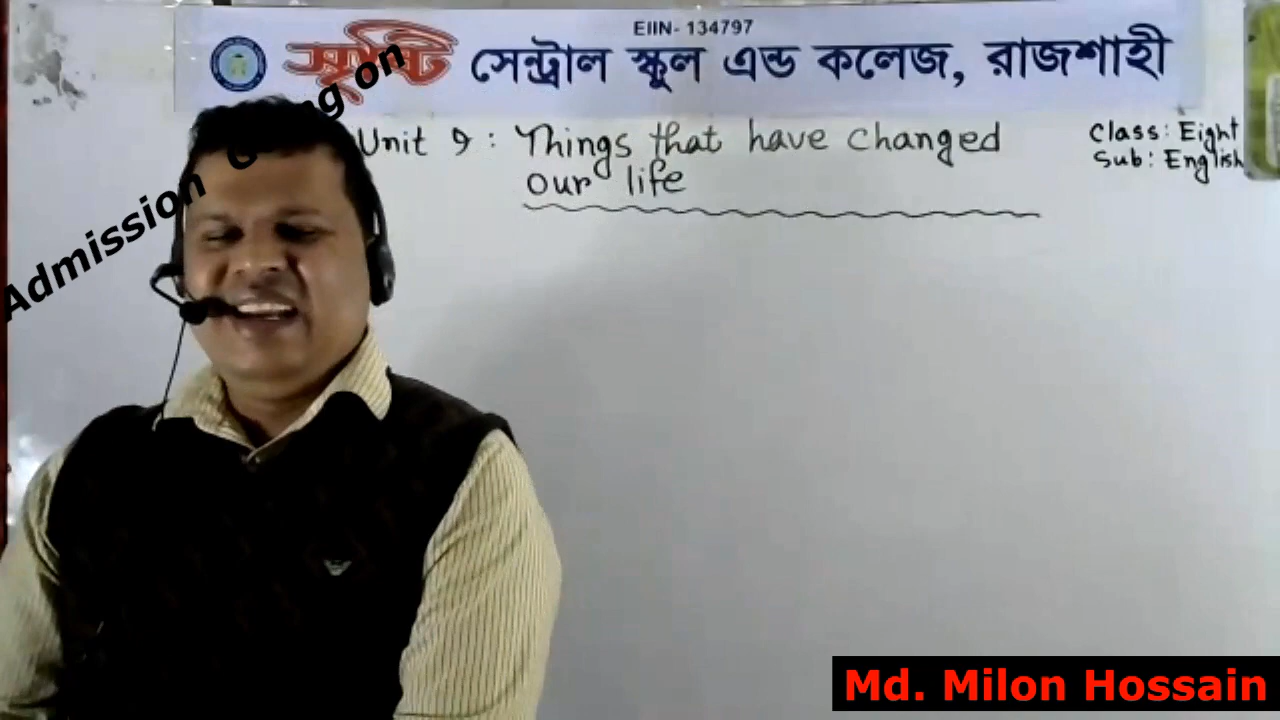 EIIN- 134797
সৃষ্টি সেন্ট্রাল স্কুল এন্ড কলেজ, রাজশাহী
Admission Going on
Unit 9 : Things that have changed
our life
Class: Eight
Sub: English
Md. Milon Hossain